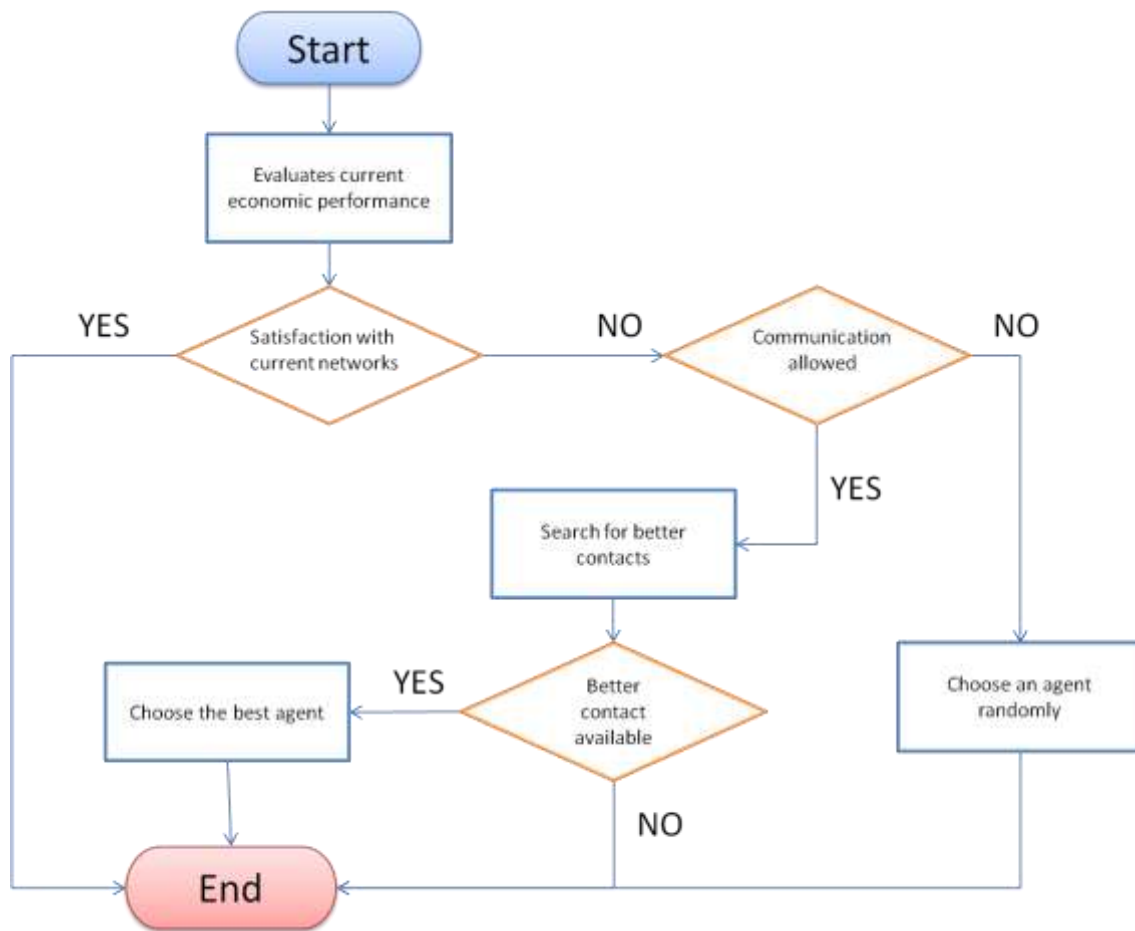 Start
Evaluates current
economic performance
YES
Satisfaction with
current networks
NO
Communication
allowed
NO
YES
Search for better
contacts
YES
Better
contact
available
Choose the best agent
Choose an agent
randomly
NO
End